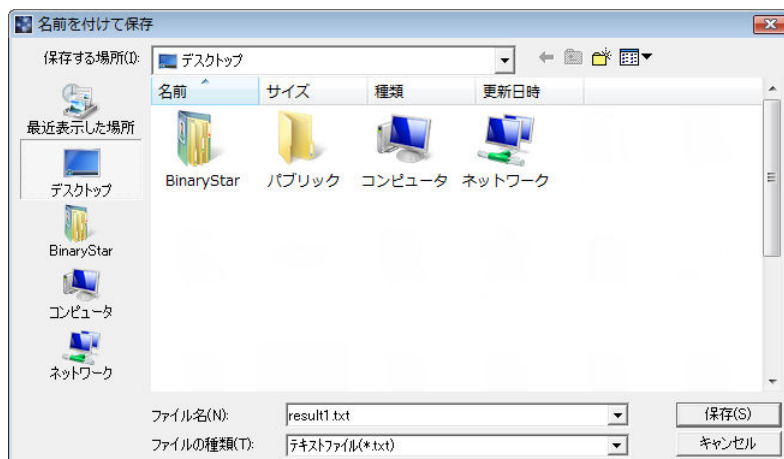 名前を付けて保存
保存する場所(I): デスクトップ
名前 サイズ 種類 更新日時
最近表示した場所
デスクトップ
BinaryStar
コンピュータ
ネットワーク
BinaryStar パブリック コンピュータ ネットワーク
ファイル名(N): result1.txt 保存(S)
ファイルの種類(T): テキストファイル(*.txt) キャンセル